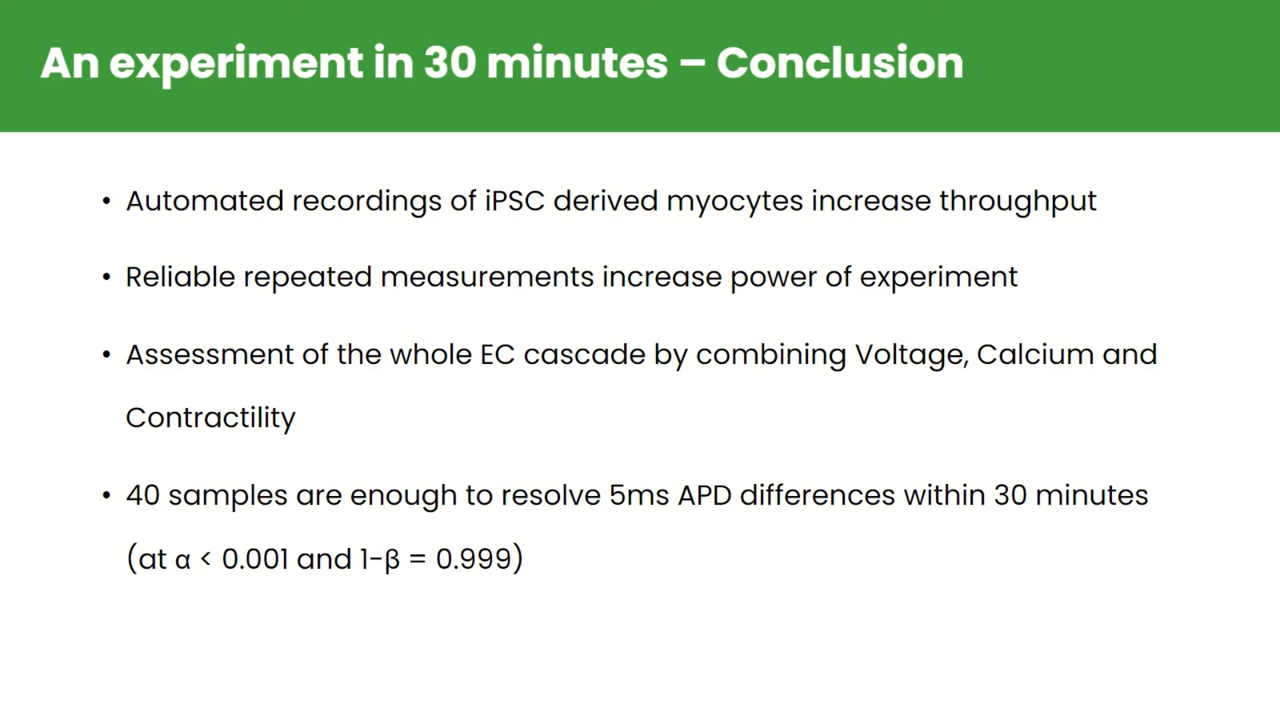 An experiment in 30 minutes – Conclusion
• Automated recordings of iPSC derived myocytes increase throughput
• Reliable repeated measurements increase power of experiment
• Assessment of the whole EC cascade by combining Voltage, Calcium and
Contractility
• 40 samples are enough to resolve 5ms APD differences within 30 minutes
(at α < 0.001 and 1-β = 0.999)